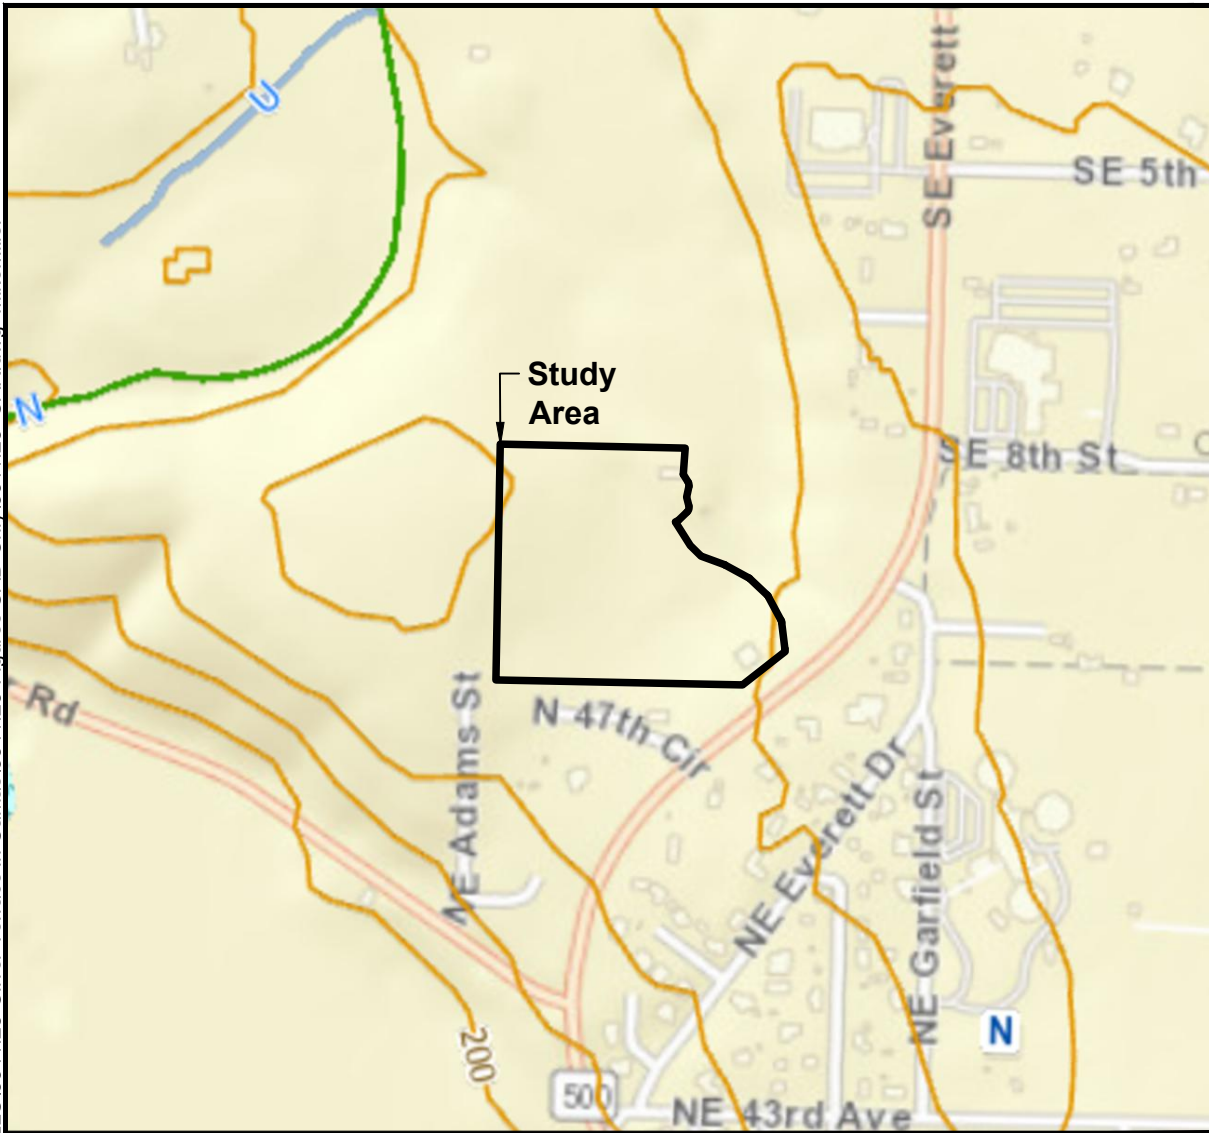 U
SE Everett
SE 5th
Study
Area
N
SE 8th St
Rd
NE Adams St
N 47th Cir
NE Everett Dr
NE Garfield St
N
200
500
NE 43rd Ave